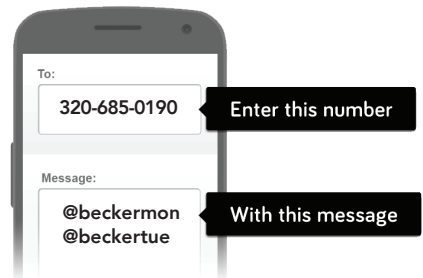 To:
320-685-0190
Enter this number
Message:
@beckermon
With this message
@beckertue